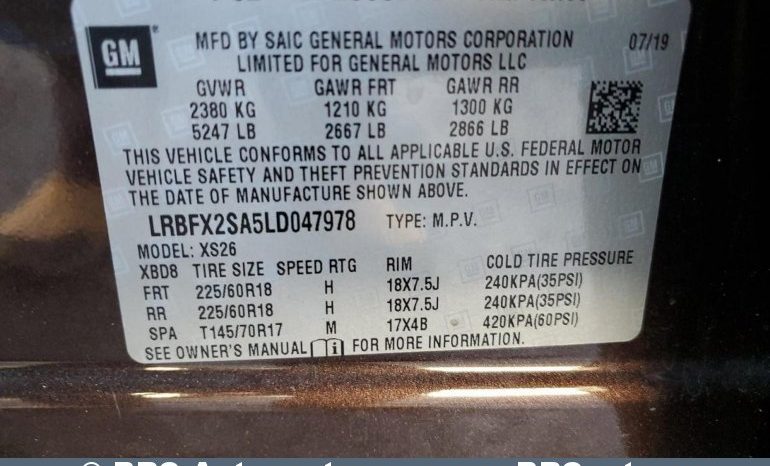 GM
MFD BY SAIC GENERAL MOTORS CORPORATION 07/19
LIMITED FOR GENERAL MOTORS LLC
GVWR GAWR FRT GAWR RR
2380 KG 1210 KG 1300 KG
5247 LB 2667 LB 2866 LB
THIS VEHICLE CONFORMS TO ALL APPLICABLE U.S. FEDERAL MOTOR
VEHICLE SAFETY AND THEFT PREVENTION STANDARDS IN EFFECT ON
THE DATE OF MANUFACTURE SHOWN ABOVE.
LRBFX2SA5LD047978 TYPE: M.P.V.
MODEL: XS26
XBD8 TIRE SIZE SPEED RTG RIM COLD TIRE PRESSURE
FRT 225/60R18 H 18X7.5J 240KPA(35PSI)
RR 225/60R18 H 18X7.5J 240KPA(35PSI)
SPA T145/70R17 M 17X4B 420KPA(60PSI)
SEE OWNER'S MANUAL i FOR MORE INFORMATION.